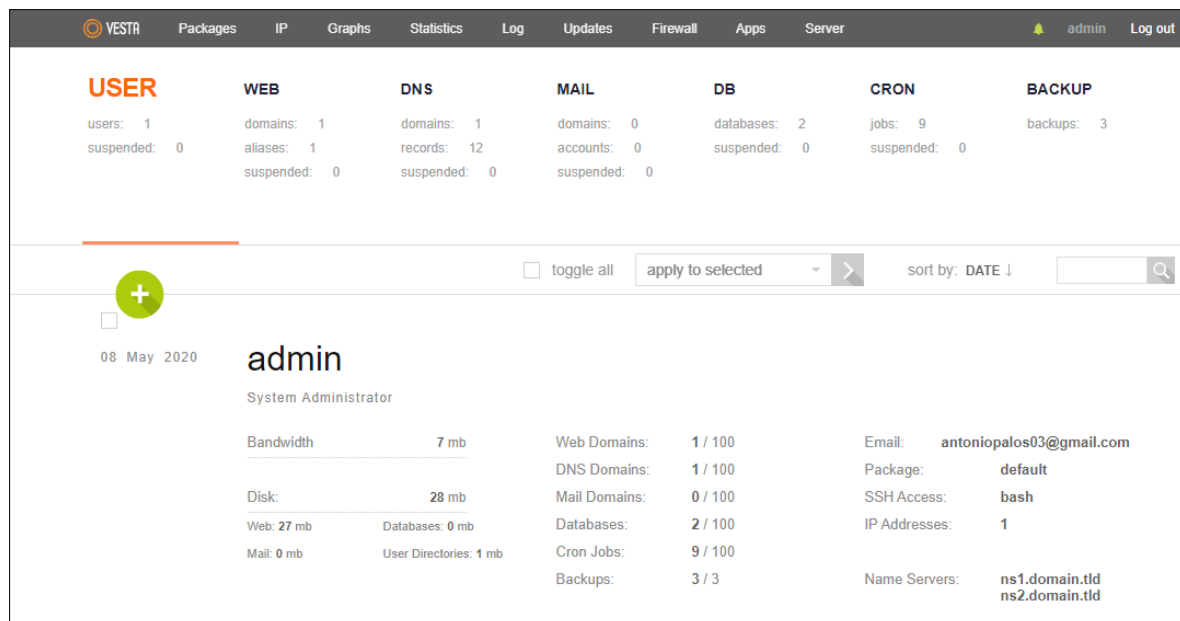 VESTA Packages IP Graphs Statistics Log Updates Firewall Apps Server admin Log out
USER WEB DNS MAIL DB CRON BACKUP
users: 1 domains: 1 domains: 1 domains: 0 databases: 2 jobs: 9 backups: 3
suspended: 0 aliases: 1 records: 12 accounts: 0 suspended: 0 suspended: 0
suspended: 0 suspended: 0 suspended: 0
toggle all apply to selected sort by: DATE ↓
+
08 May 2020 admin
System Administrator
Bandwidth 7 mb Web Domains: 1 / 100 Email: antoniopalos03@gmail.com
DNS Domains: 1 / 100 Package: default
Disk: 28 mb Mail Domains: 0 / 100 SSH Access: bash
Web: 27 mb Databases: 0 mb Databases: 2 / 100 IP Addresses: 1
Mail: 0 mb User Directories: 1 mb Cron Jobs: 9 / 100
Backups: 3 / 3 Name Servers: ns1.domain.tld
ns2.domain.tld